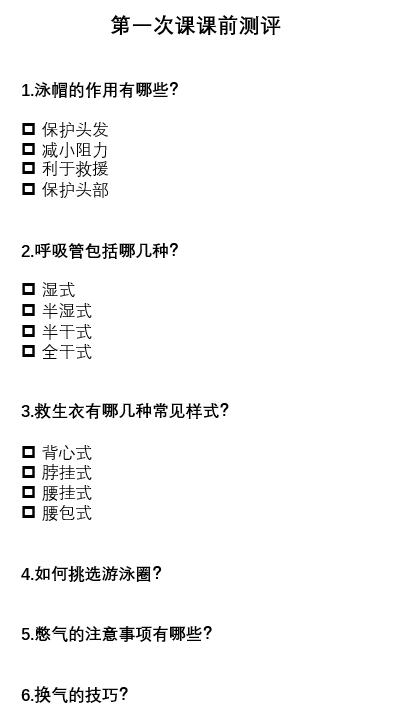 第一次课课前测评
1.泳帽的作用有哪些?
保护头发
减小阻力
利于救援
保护头部
2.呼吸管包括哪几种?
湿式
半湿式
半干式
全干式
3.救生衣有哪几种常见样式?
背心式
脖挂式
腰挂式
腰包式
4.如何挑选游泳圈?
5.憋气的注意事项有哪些?
6.换气的技巧?